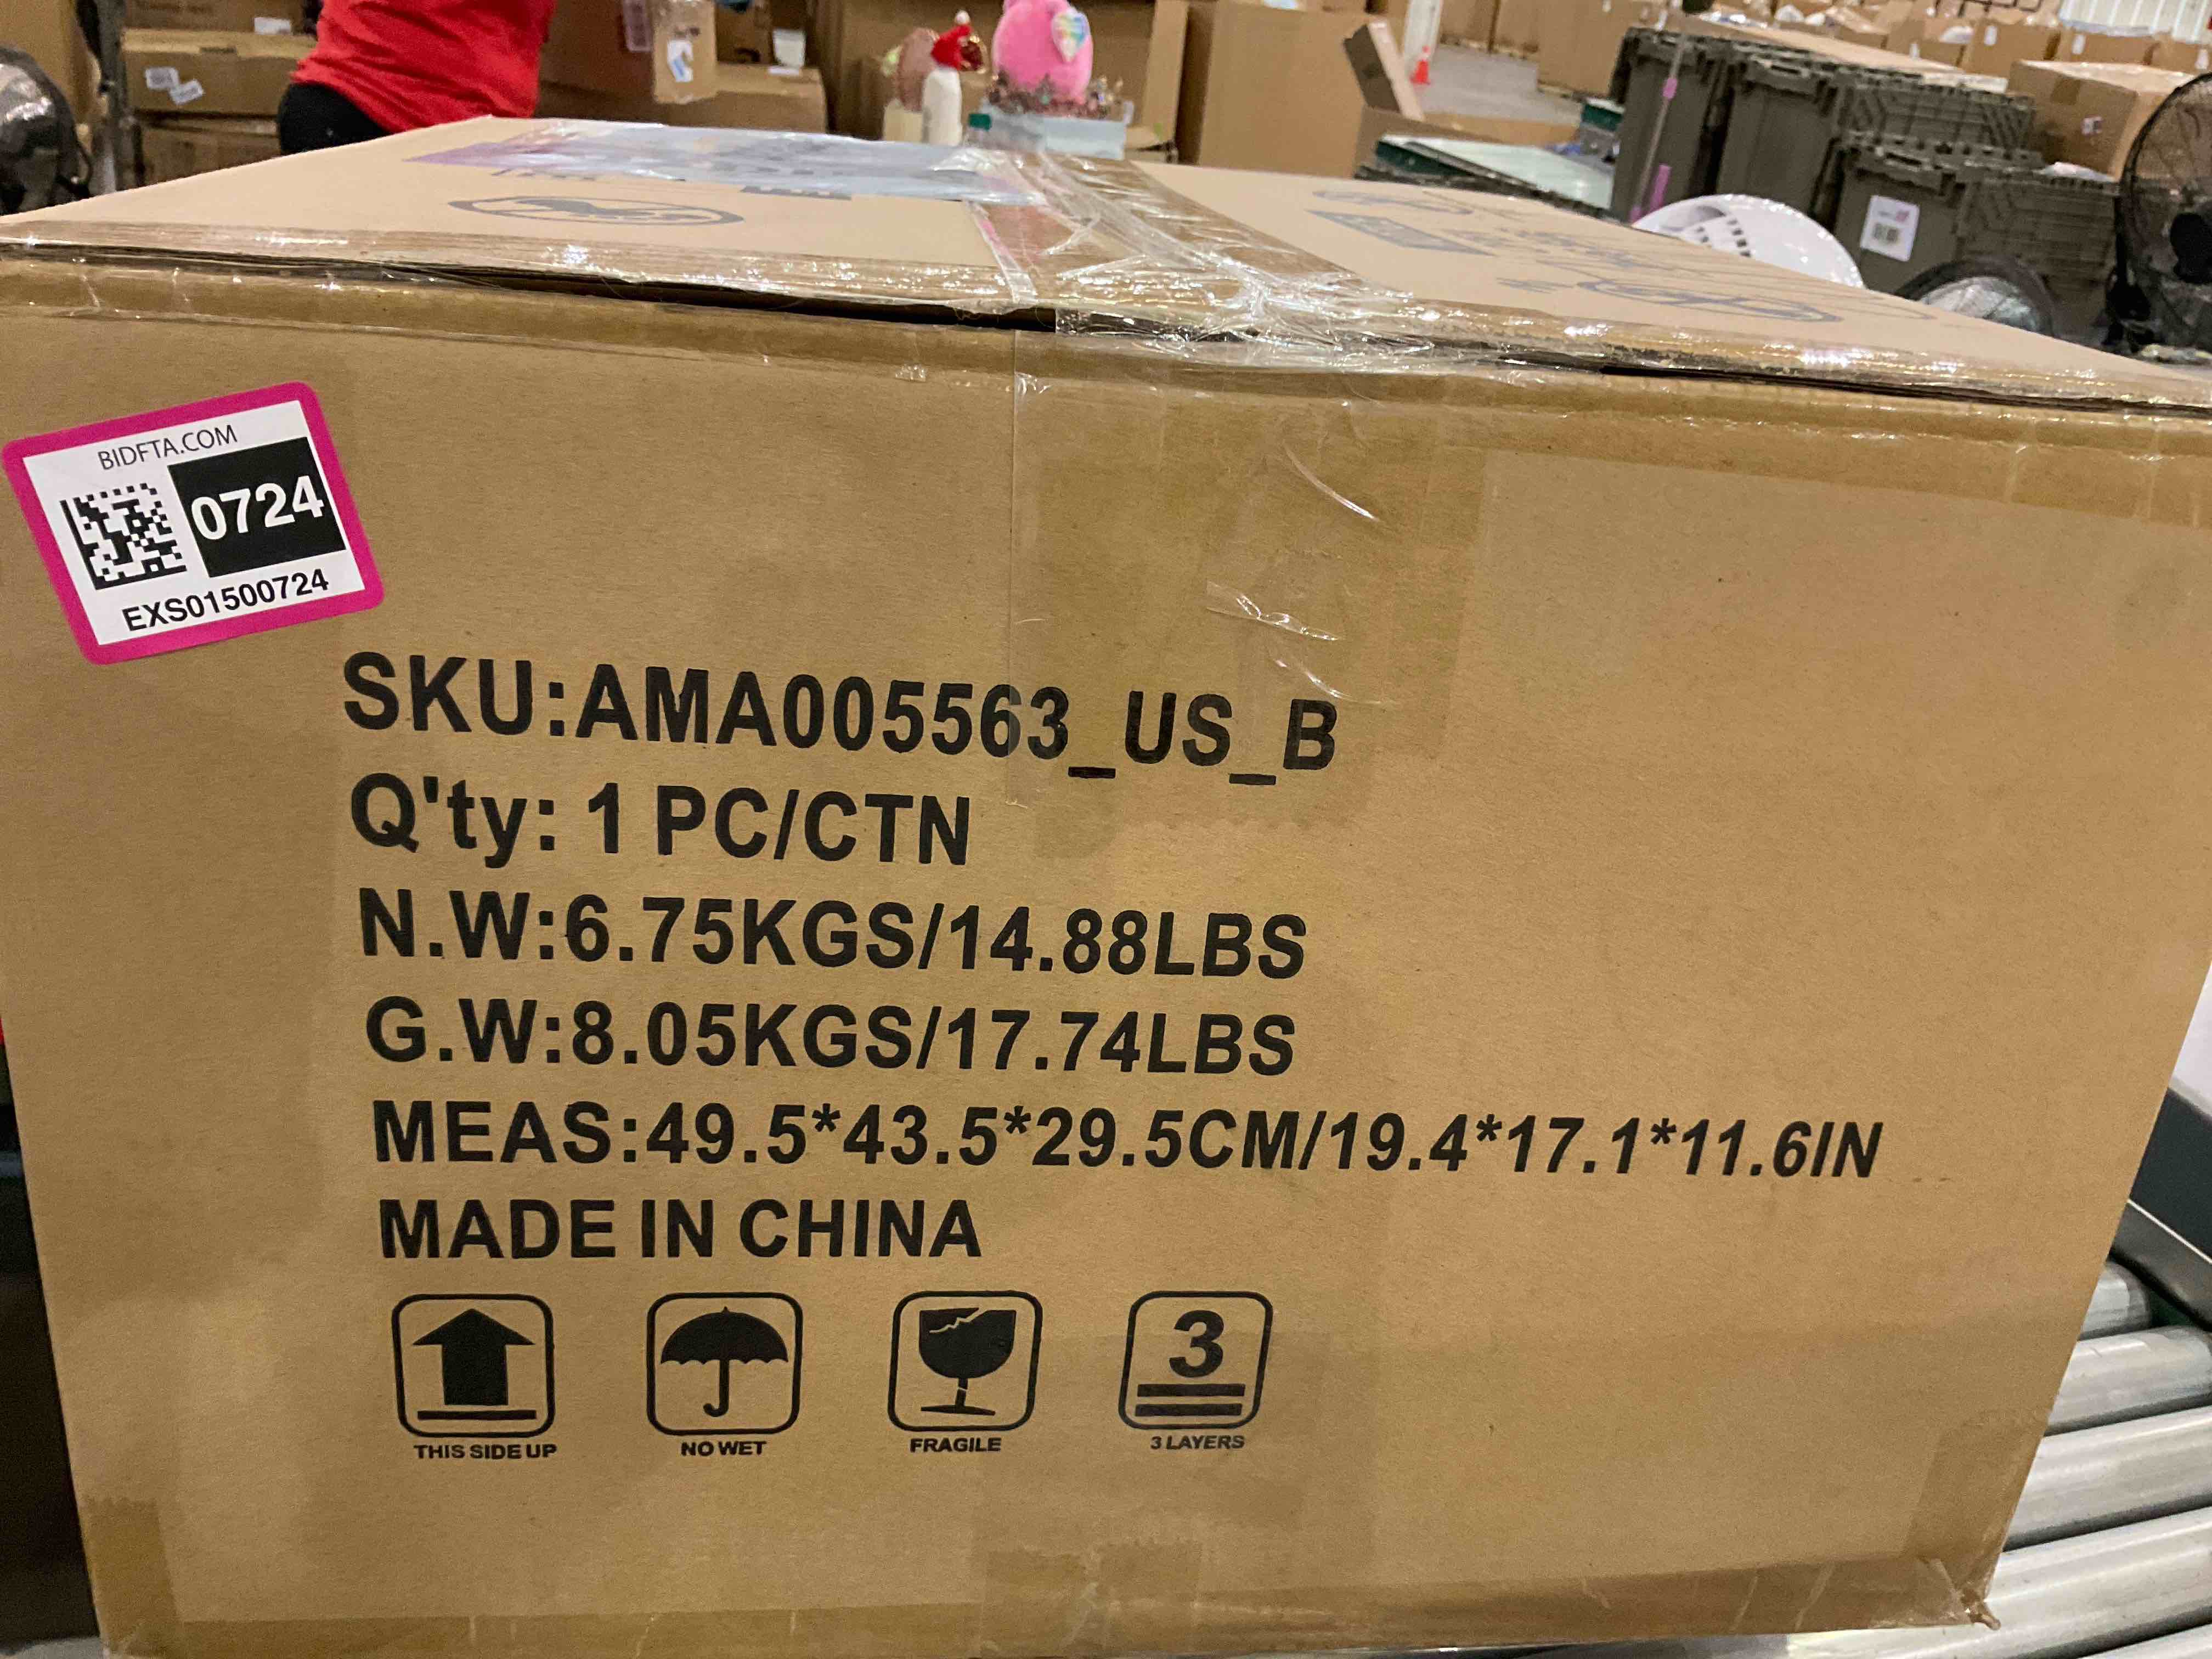 BIDFTA.COM
0724
EXS01500724
SKU:AMA005563_US_B
Q'ty: 1 PC/CTN
N.W:6.75KGS/14.88LBS
G.W:8.05KGS/17.74LBS
MEAS:49.5*43.5*29.5CM/19.4*17.1*11.6IN
MADE IN CHINA
3
THIS SIDE UP NO WET FRAGILE 3 LAYERS